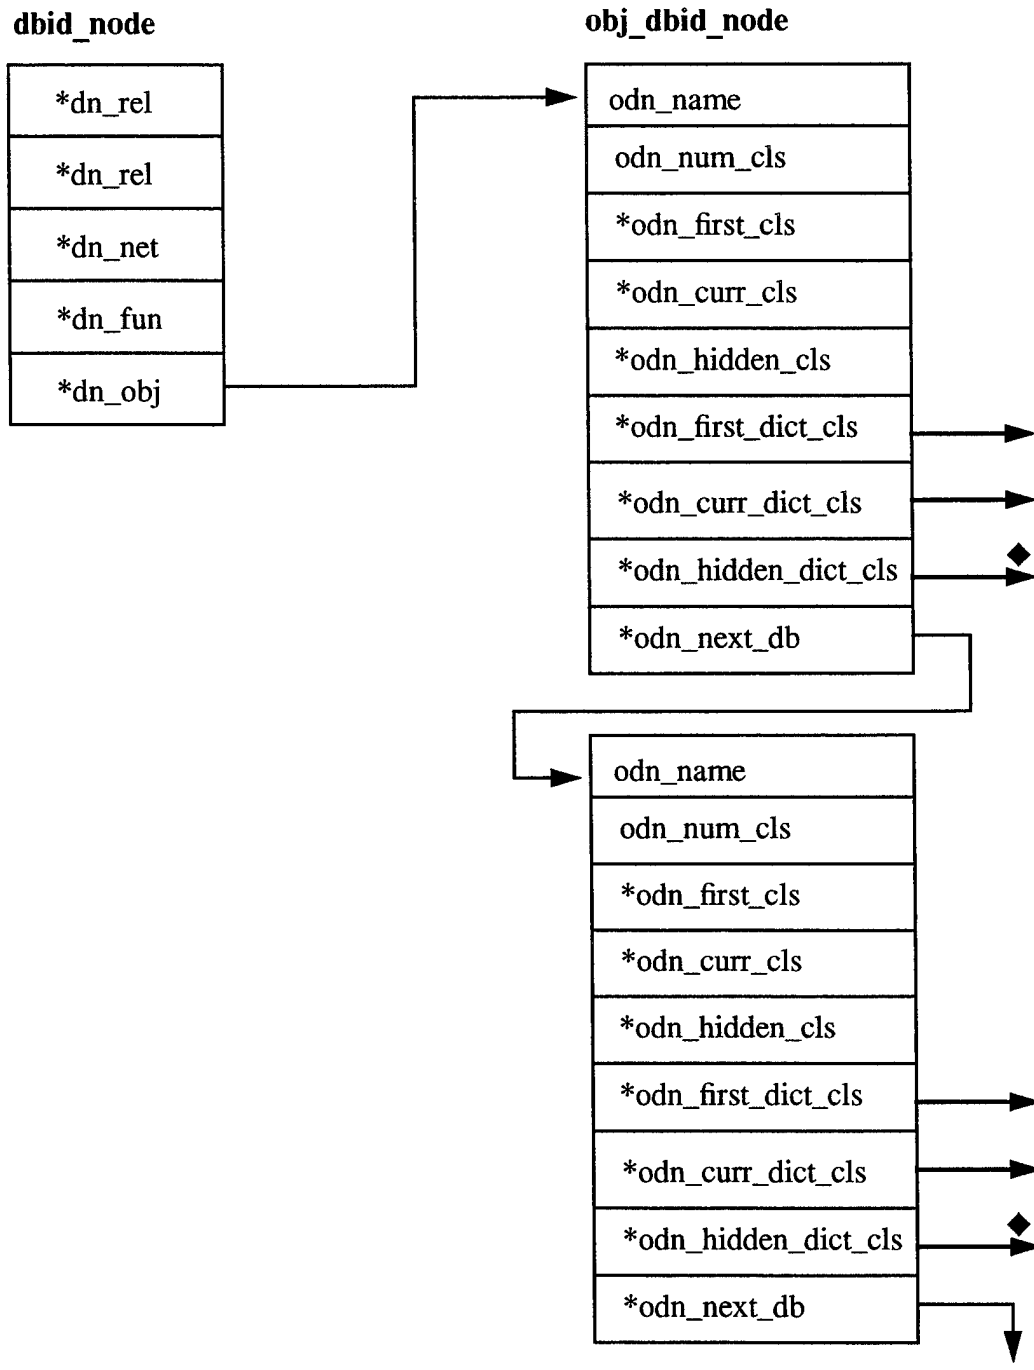 dbid_node
*dn_rel
*dn_rel
*dn_net
*dn_fun
*dn_obj
obj_dbid_node
odn_name
odn_num_cls
*odn_first_cls
*odn_curr_cls
*odn_hidden_cls
*odn_first_dict_cls
*odn_curr_dict_cls
*odn_hidden_dict_cls
*odn_next_db
odn_name
odn_num_cls
*odn_first_cls
*odn_curr_cls
*odn_hidden_cls
*odn_first_dict_cls
*odn_curr_dict_cls
*odn_hidden_dict_cls
*odn_next_db